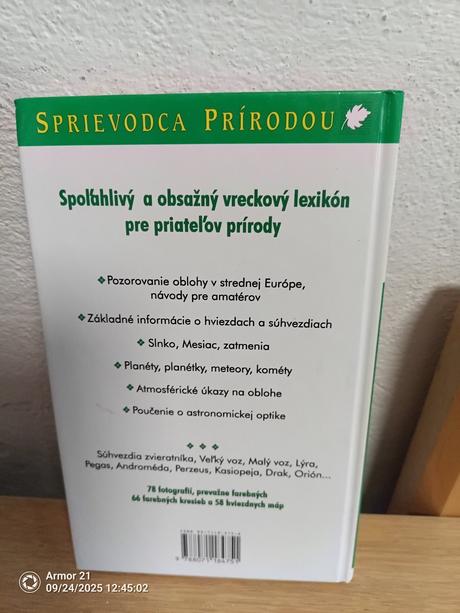 SPRIEVODCA PRÍRODOU
Spoľahlivý a obsažný vreckový lexikón
pre priateľov prírody
❖Pozorovanie oblohy v strednej Európe,
návody pre amatérov
❖Základné informácie o hviezdach a súhvezdiach
❖Slnko, Mesiac, zatmenia
❖Planéty, planétky, meteory, kométy
❖Atmosférické úkazy na oblohe
❖Poučenie o astronomickej optike
❖ ❖ ❖
Súhvezdia zvieratníka, Veľký voz, Malý voz, Lýra,
Pegas, Androméda, Perzeus, Kasiopeja, Drak, Orión...
78 fotografií, prevažne farebných
66 farebných kresieb a 58 hviezdnych máp
Armor 21
09/24/2025 12:45:02